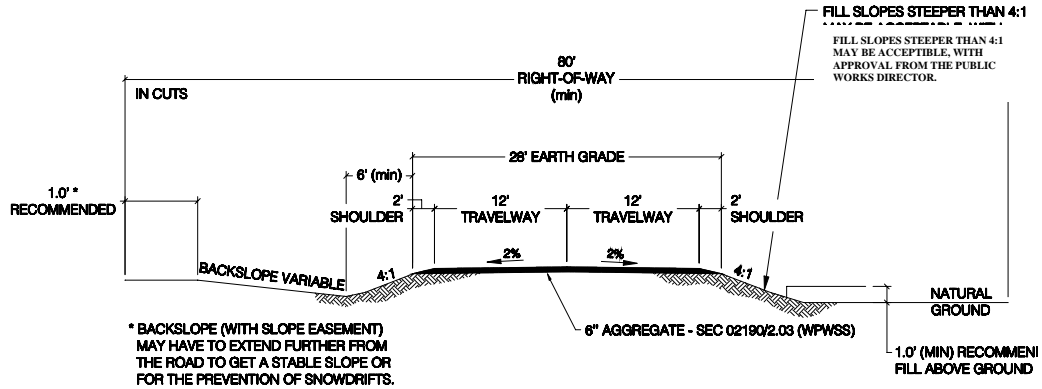 FILL SLOPES STEEPER THAN 4:1
FILL SLOPES STEEPER THAN 4:1
MAY BE ACCEPTIBLE, WITH
APPROVAL FROM THE PUBLIC
WORKS DIRECTOR.
80'
RIGHT-OF-WAY
(min)
IN CUTS
28' EARTH GRADE
6' (min)
1.0' *
RECOMMENDED
2'
SHOULDER
12'
TRAVELWAY
12'
TRAVELWAY
2'
SHOULDER
2%
2%
BACKSLOPE VARIABLE
4:1
4:1
NATURAL
GROUND
6" AGGREGATE - SEC 02190/2.03 (WPWSS)
* BACKSLOPE (WITH SLOPE EASEMENT)
MAY HAVE TO EXTEND FURTHER FROM
THE ROAD TO GET A STABLE SLOPE OR
FOR THE PREVENTION OF SNOWDRIFTS.
1.0' (MIN) RECOMMEN
FILL ABOVE GROUND